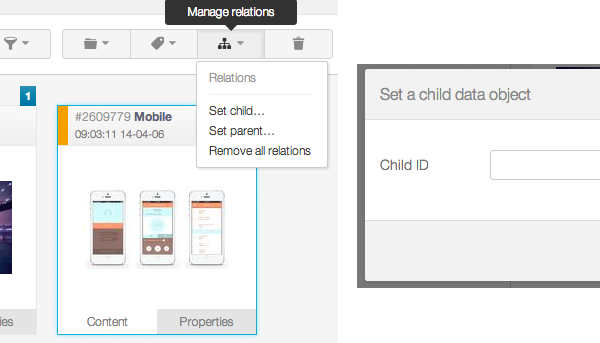 Manage relations
Relations
Set child...
Set parent...
Remove all relations
1
#2609779 Mobile
09:03:11 14-04-06
Content
Properties
Set a child data object
Child ID